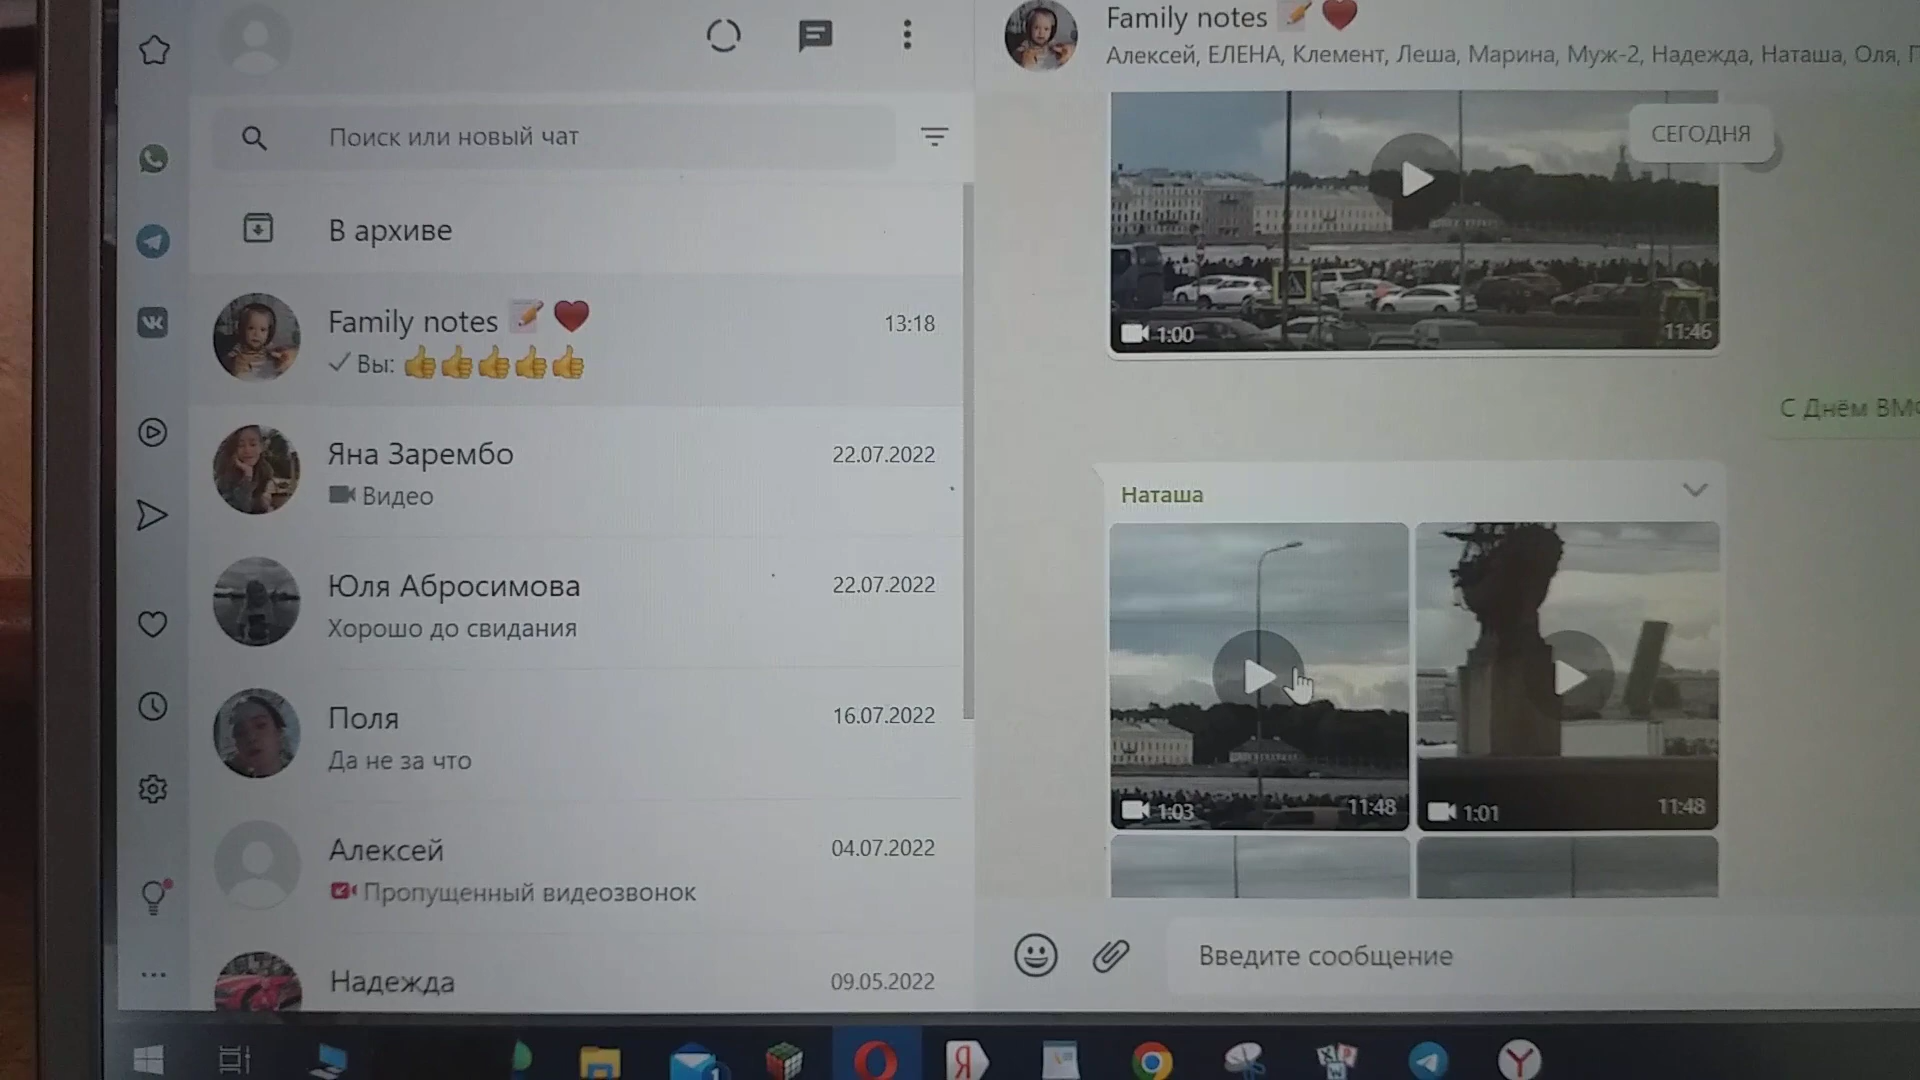 Поиск или новый чат
В архиве
Family notes
13:18
Вы:
Яна Зарембо
22.07.2022
Видео
Юля Абросимова
22.07.2022
Хорошо до свидания
Поля
16.07.2022
Да не за что
Алексей
04.07.2022
Пропущенный видеозвонок
Надежда
09.05.2022
Family notes
Алексей, ЕЛЕНА, Клемент, Леша, Марина, Муж-2, Надежда, Наташа, Оля,
СЕГОДНЯ
1:00
11:46
С Днём
Наташа
1:03
11:48
1:01
11:48
Введите сообщение